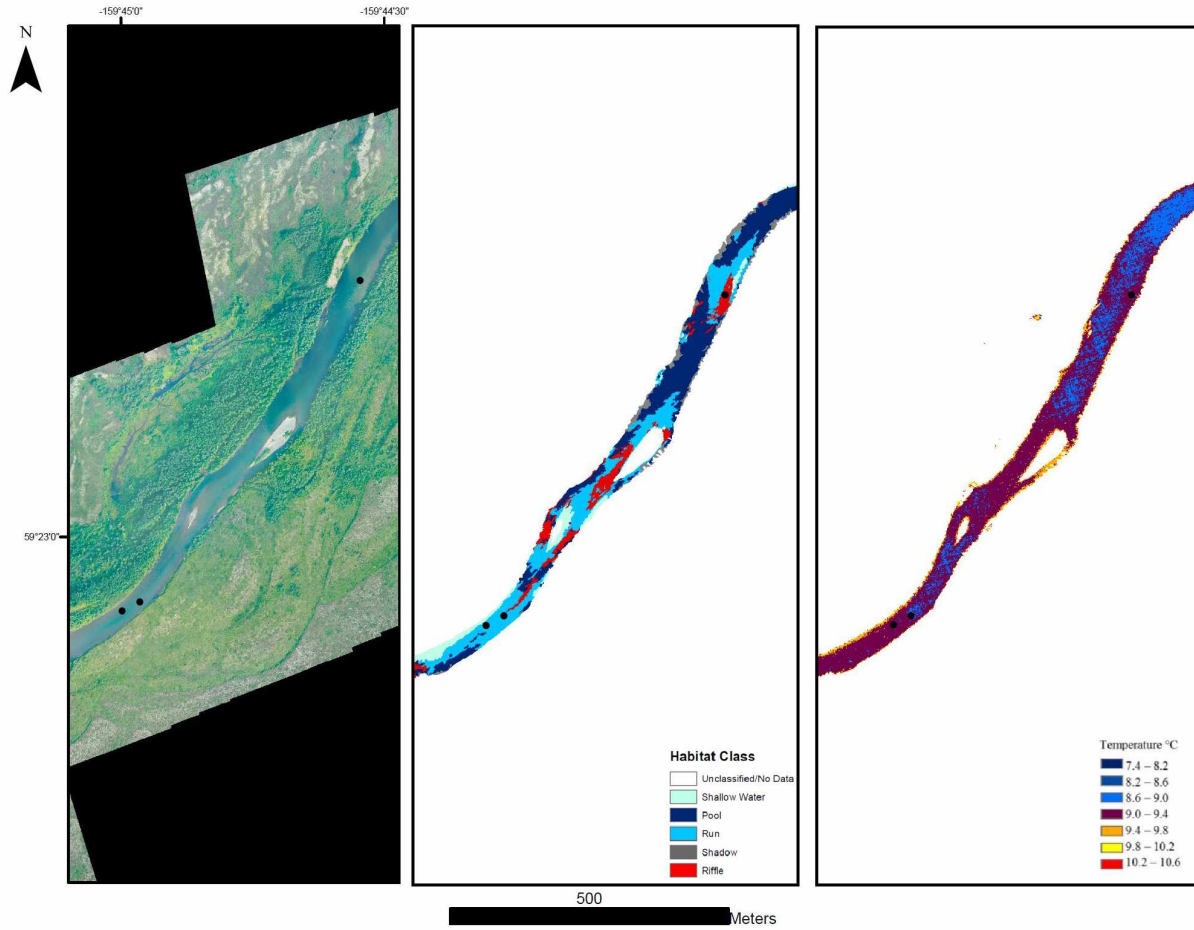 -159°45'0"
-159°44'30"
N
59°23'0"
Habitat Class
Unclassified/No Data
Shallow Water
Pool
Run
Shadow
Riffle
Temperature °C
7.4 – 8.2
8.2 – 8.6
8.6 – 9.0
9.0 – 9.4
9.4 – 9.8
9.8 – 10.2
10.2 – 10.6
500
Meters